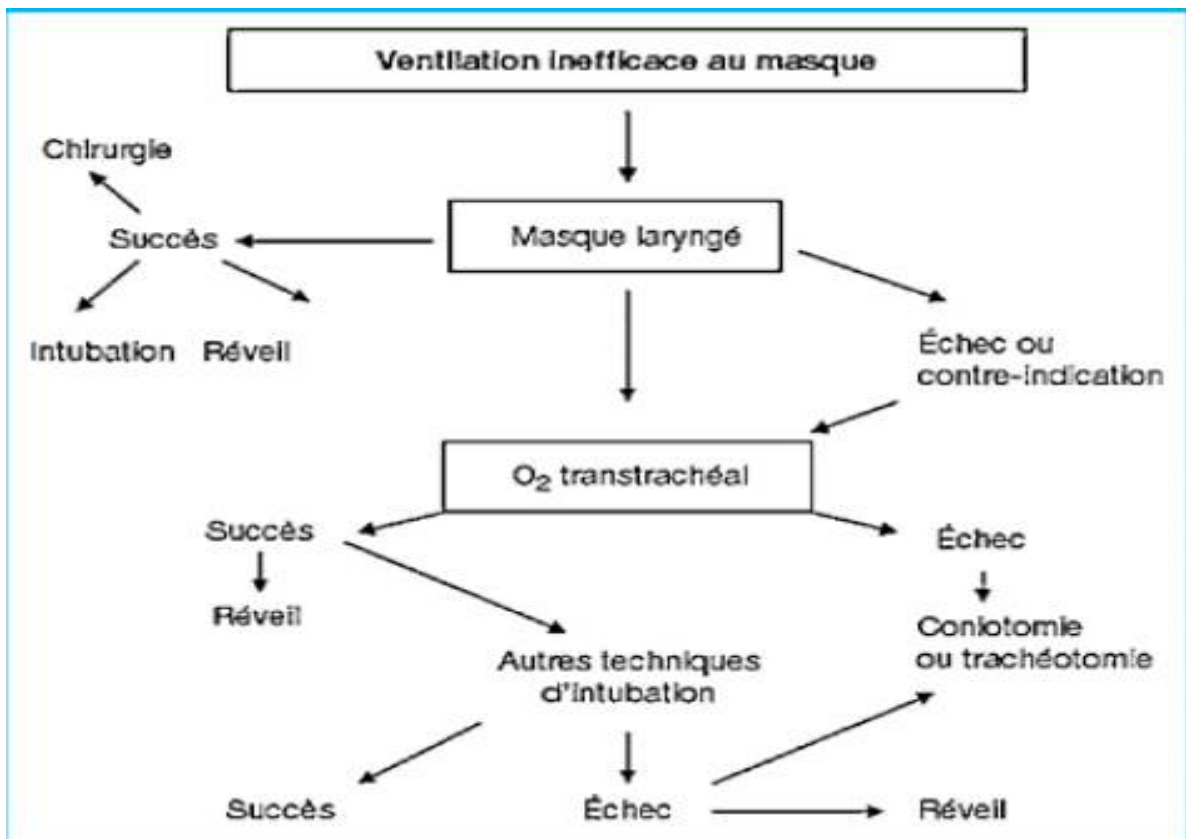 Ventilation inefficace au masque
Chirurgie
Succès
Masque laryngé
Intubation
Réveil
Échec ou
contre-indication
O₂ transtrachéal
Succès
Échec
Réveil
Coniotomie
ou trachéotomie
Autres techniques
d'intubation
Succès
Échec
Réveil